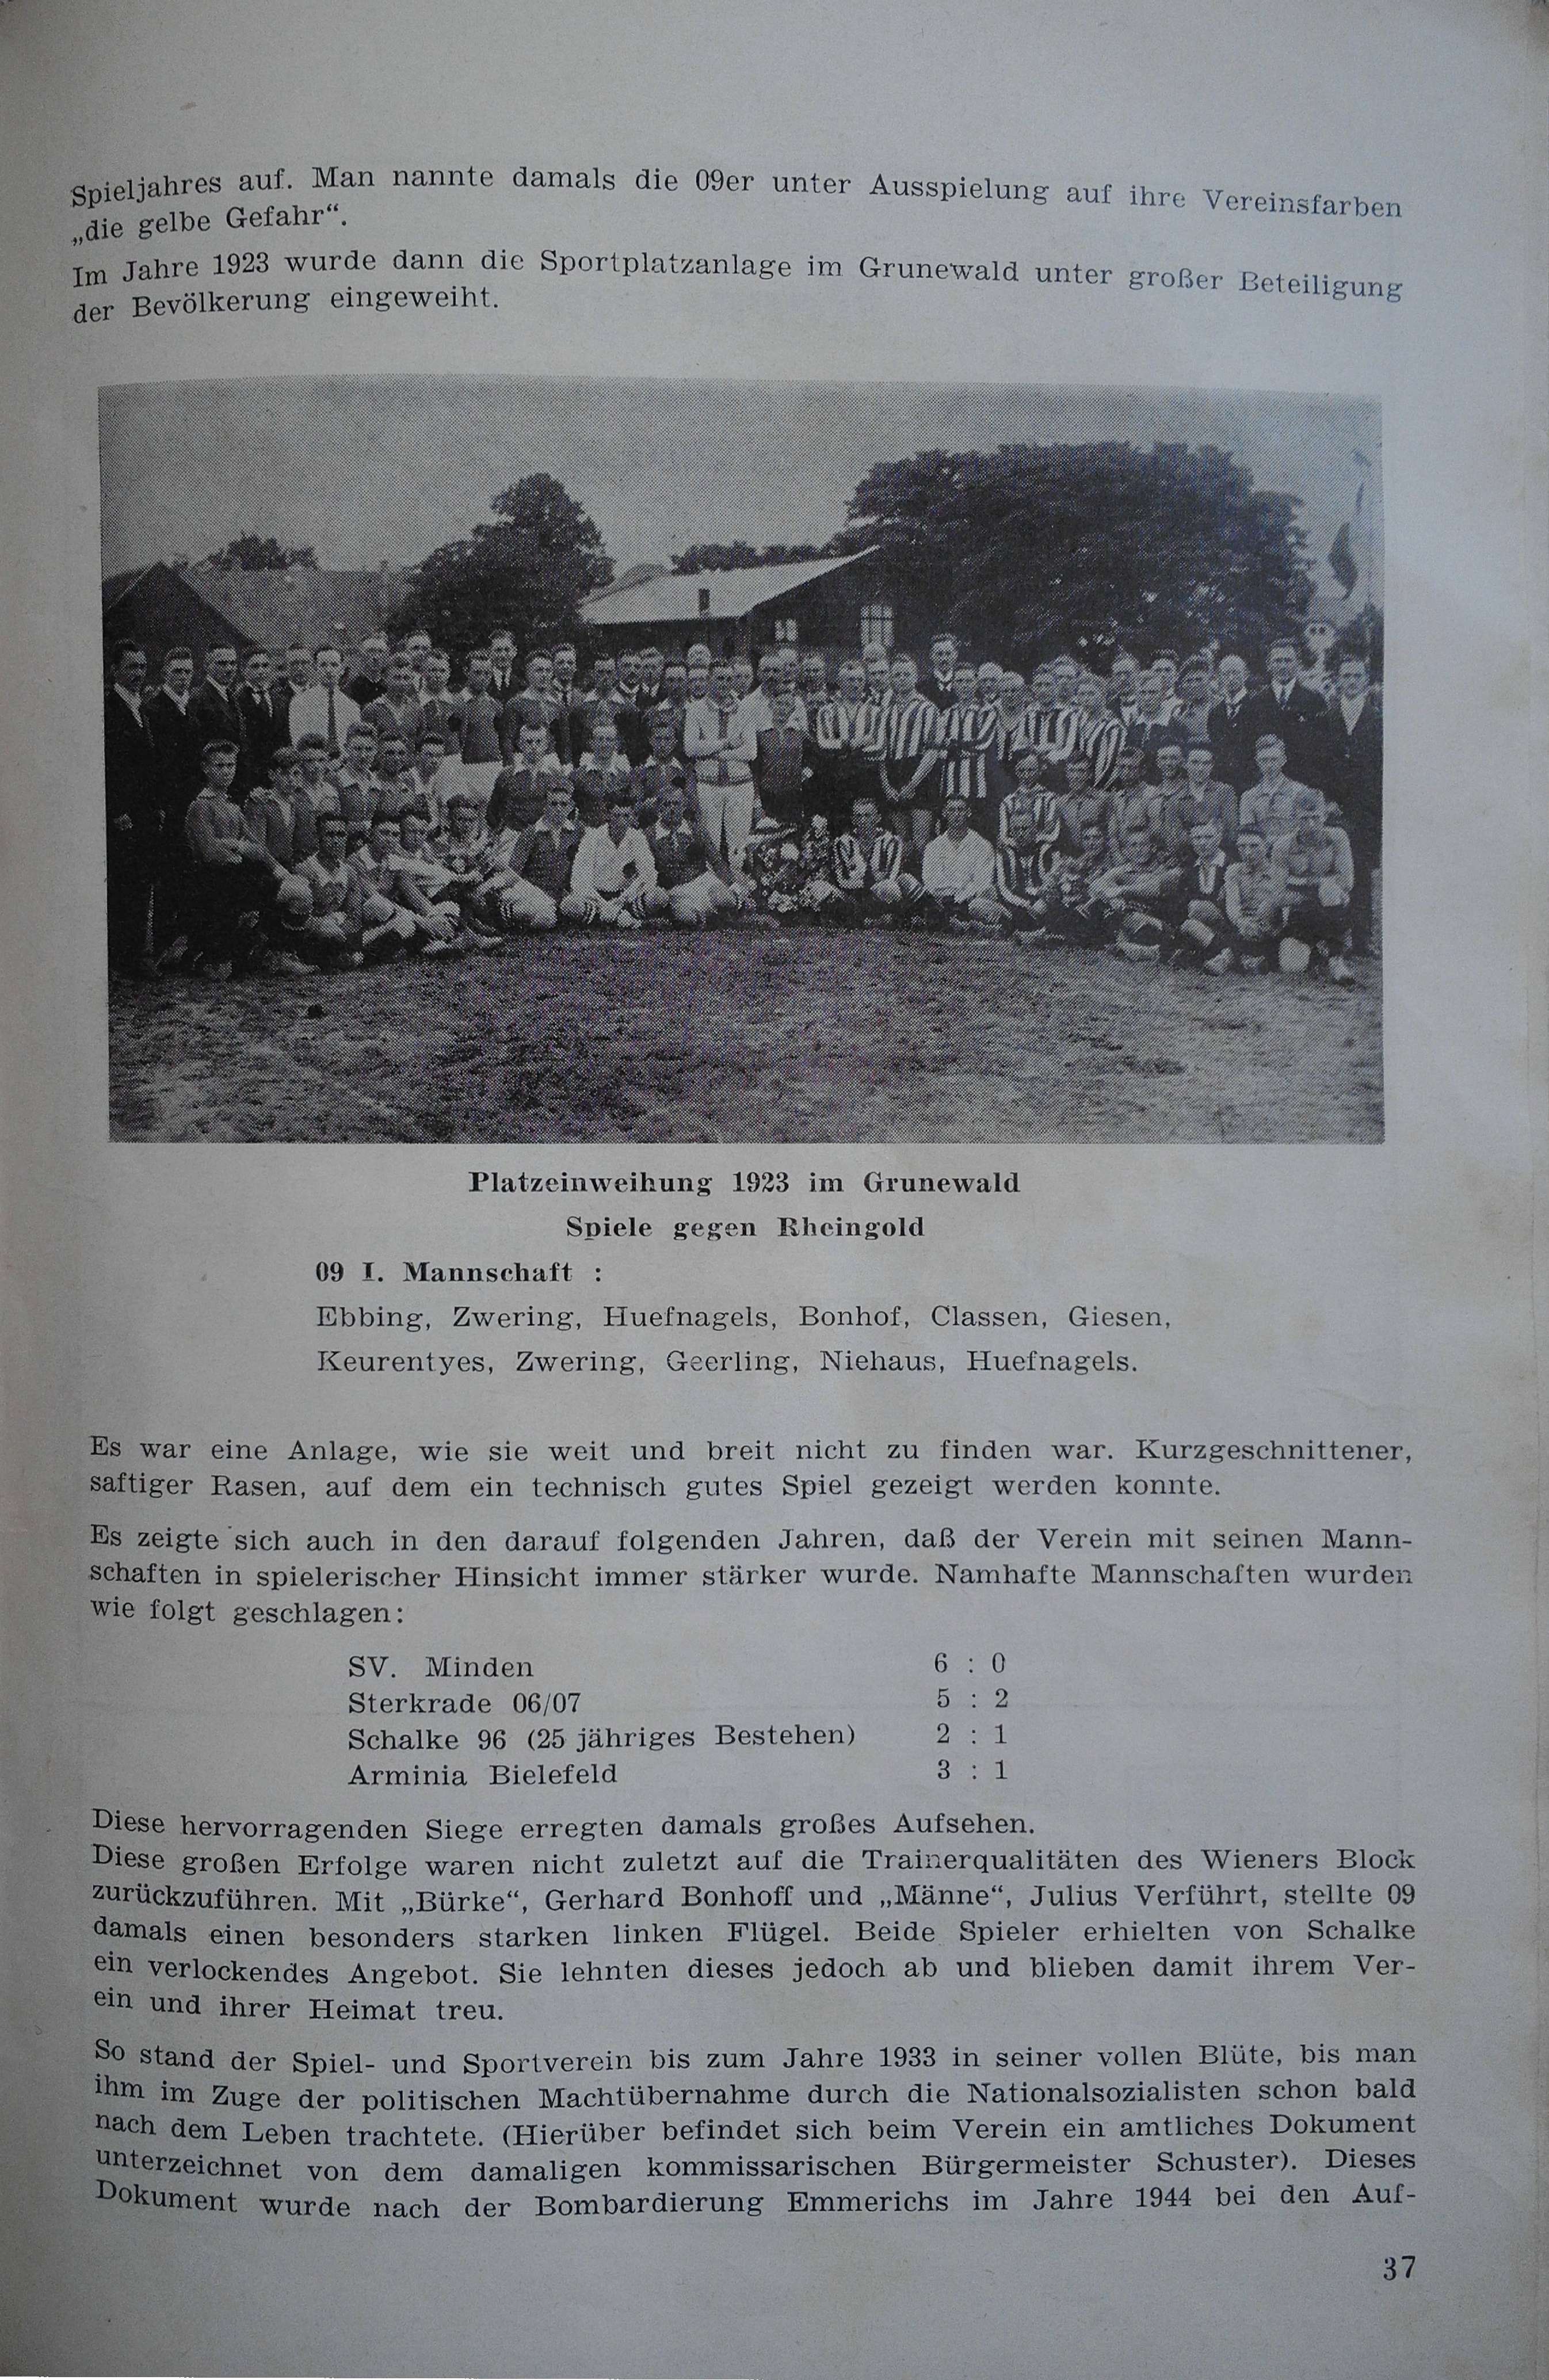 Spieljahres auf. Man nannte damals die 09er unter Ausspielung auf ihre Vereinsfarben
„die gelbe Gefahr“.
Im Jahre 1923 wurde dann die Sportplatzanlage im Grunewald unter großer Beteiligung
der Bevölkerung eingeweiht.
Platzeinweihung 1923 im Grunewald
Spiele gegen Rheingold
09 I. Mannschaft :
Ebbing, Zwering, Huefnagels, Bonhof, Classen, Giesen,
Keurentyes, Zwering, Geerling, Niehaus, Huefnagels.
Es war eine Anlage, wie sie weit und breit nicht zu finden war. Kurzgeschnittener,
saftiger Rasen, auf dem ein technisch gutes Spiel gezeigt werden konnte.
Es zeigte sich auch in den darauf folgenden Jahren, daß der Verein mit seinen Mann-
schaften in spielerischer Hinsicht immer stärker wurde. Namhafte Mannschaften wurden
wie folgt geschlagen:
SV. Minden 6 : 0
Sterkrade 06/07 5 : 2
Schalke 96 (25 jähriges Bestehen) 2 : 1
Arminia Bielefeld 3 : 1
Diese hervorragenden Siege erregten damals großes Aufsehen.
Diese großen Erfolge waren nicht zuletzt auf die Trainerqualitäten des Wieners Block
zurückzuführen. Mit „Bürke“, Gerhard Bonhoff und „Männe“, Julius Verführt, stellte 09
damals einen besonders starken linken Flügel. Beide Spieler erhielten von Schalke
ein verlockendes Angebot. Sie lehnten dieses jedoch ab und blieben damit ihrem Ver-
ein und ihrer Heimat treu.
So stand der Spiel- und Sportverein bis zum Jahre 1933 in seiner vollen Blüte, bis man
ihm im Zuge der politischen Machtübernahme durch die Nationalsozialisten schon bald
nach dem Leben trachtete. (Hierüber befindet sich beim Verein ein amtliches Dokument
unterzeichnet von dem damaligen kommissarischen Bürgermeister Schuster). Dieses
Dokument wurde nach der Bombardierung Emmerichs im Jahre 1944 bei den Auf-
37